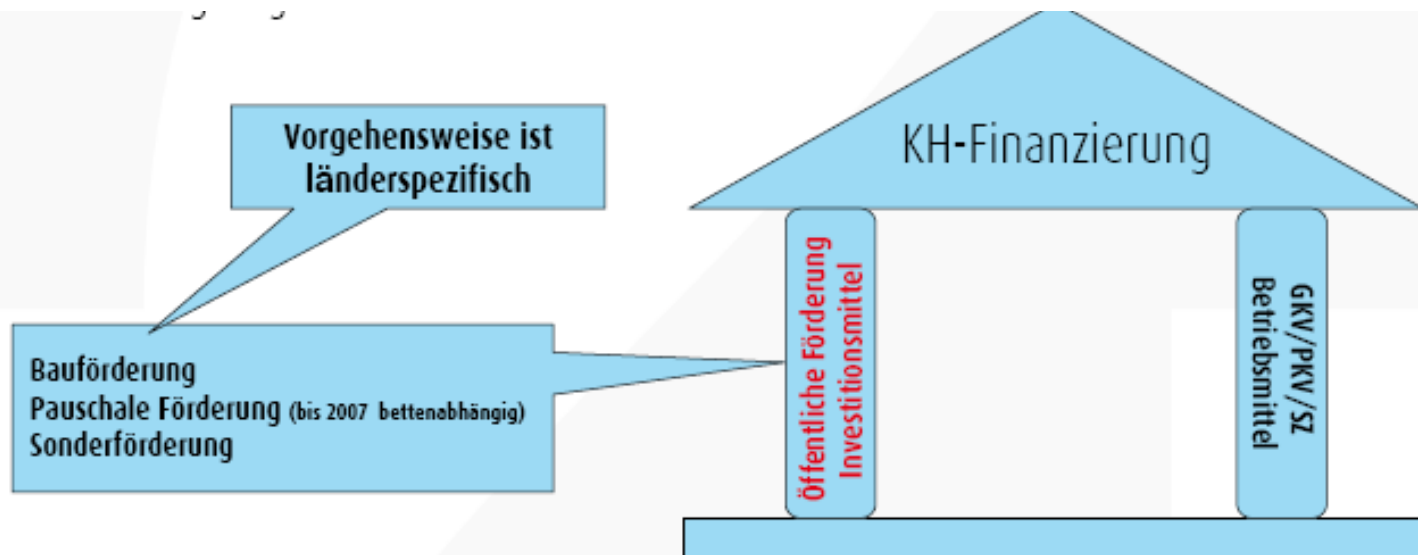 Vorgehensweise ist
länderspezifisch
KH-Finanzierung
Bauförderung
Pauschale Förderung (bis 2007 bettenabhängig)
Sonderförderung
Öffentliche Förderung
Investitionsmittel
GKV/PKV/SZ
Betriebsmittel